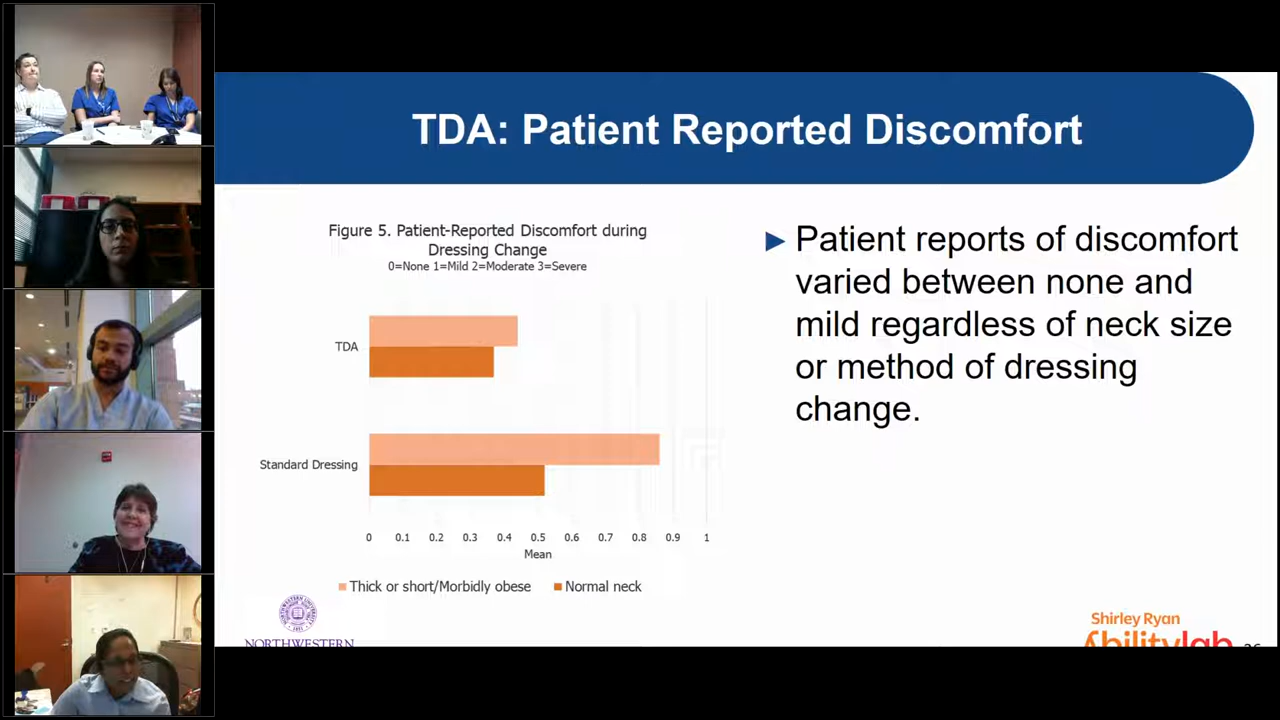 TDA: Patient Reported Discomfort
Figure 5. Patient-Reported Discomfort during
Dressing Change
0=None 1=Mild 2=Moderate 3=Severe
TDA
Standard Dressing
0 0.1 0.2 0.3 0.4 0.5 0.6 0.7 0.8 0.9 1
Mean
Thick or short/Morbidly obese Normal neck
Patient reports of discomfort
varied between none and
mild regardless of neck size
or method of dressing
change.
NORTHWESTERN
Shirley Ryan
Abilitylab